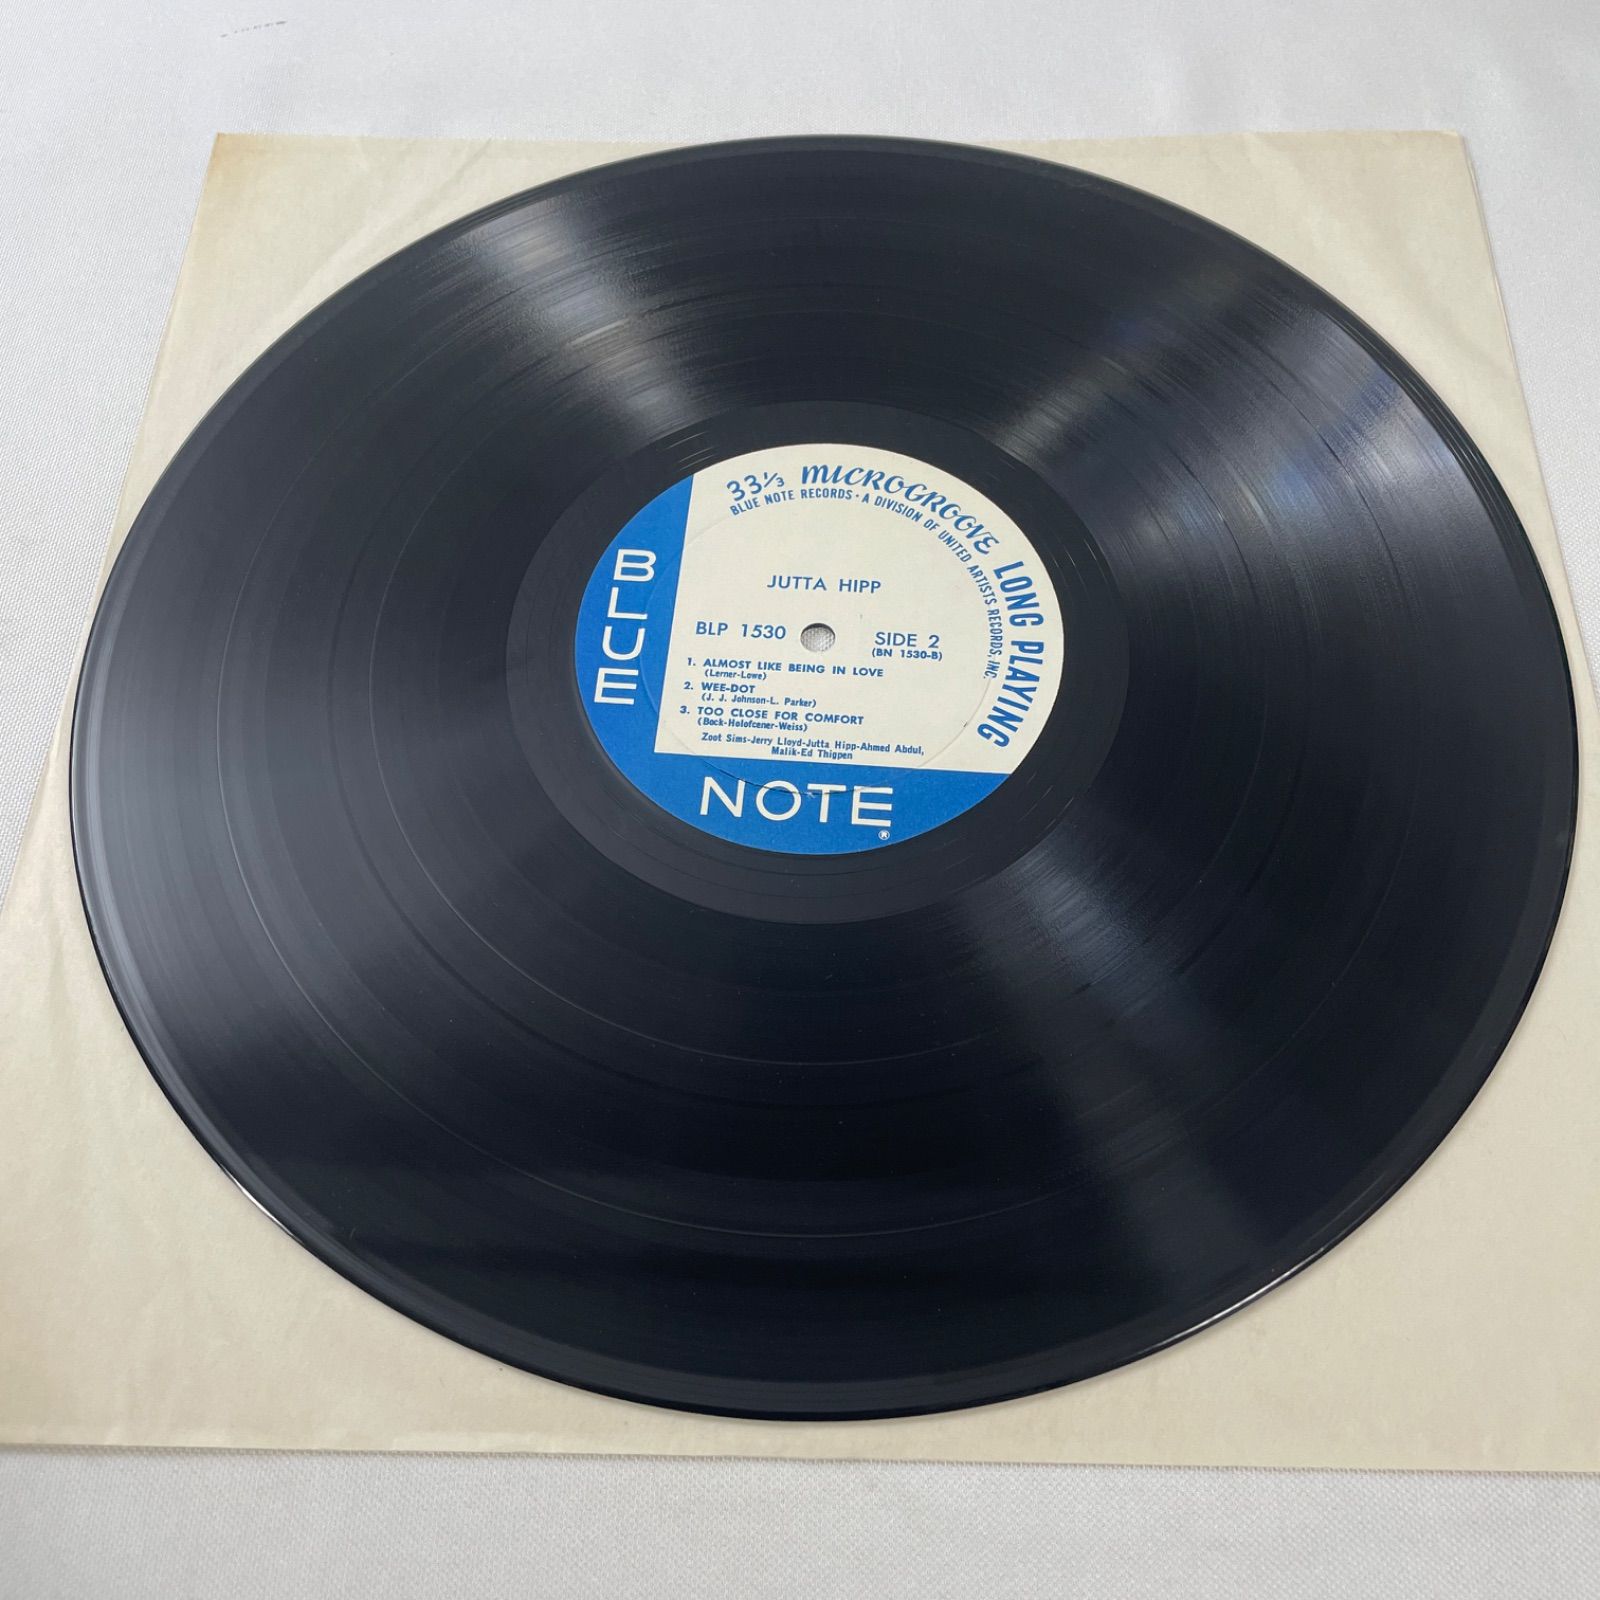 33⅓ MICROGROOVE LONG PLAYING
BLUE NOTE RECORDS • A DIVISION OF UNITED ARTISTS RECORDS, INC.
BLUE
JUTTA HIPP
BLP 1530 SIDE 2
(BN 1530-B)
1. ALMOST LIKE BEING IN LOVE
(Lerner-Lowe)
2. WEE-DOT
(J. J. Johnson-L. Parker)
3. TOO CLOSE FOR COMFORT
(Bock-Holofcener-Weiss)
Zoot Sims-Jerry Lloyd-Jutta Hipp-Ahmed Abdul,
Malik-Ed Thigpen
NOTE
®